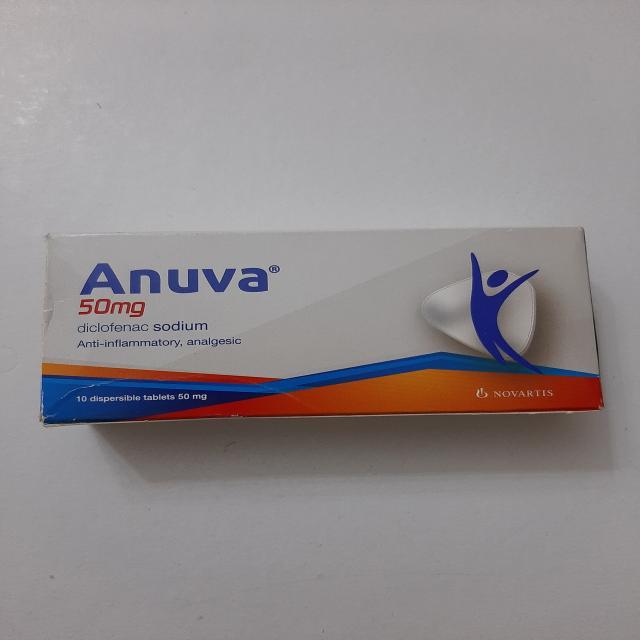 Anuva®
50mg
diclofenac sodium
Anti-inflammatory, analgesic
10 dispersible tablets 50 mg
NOVARTIS